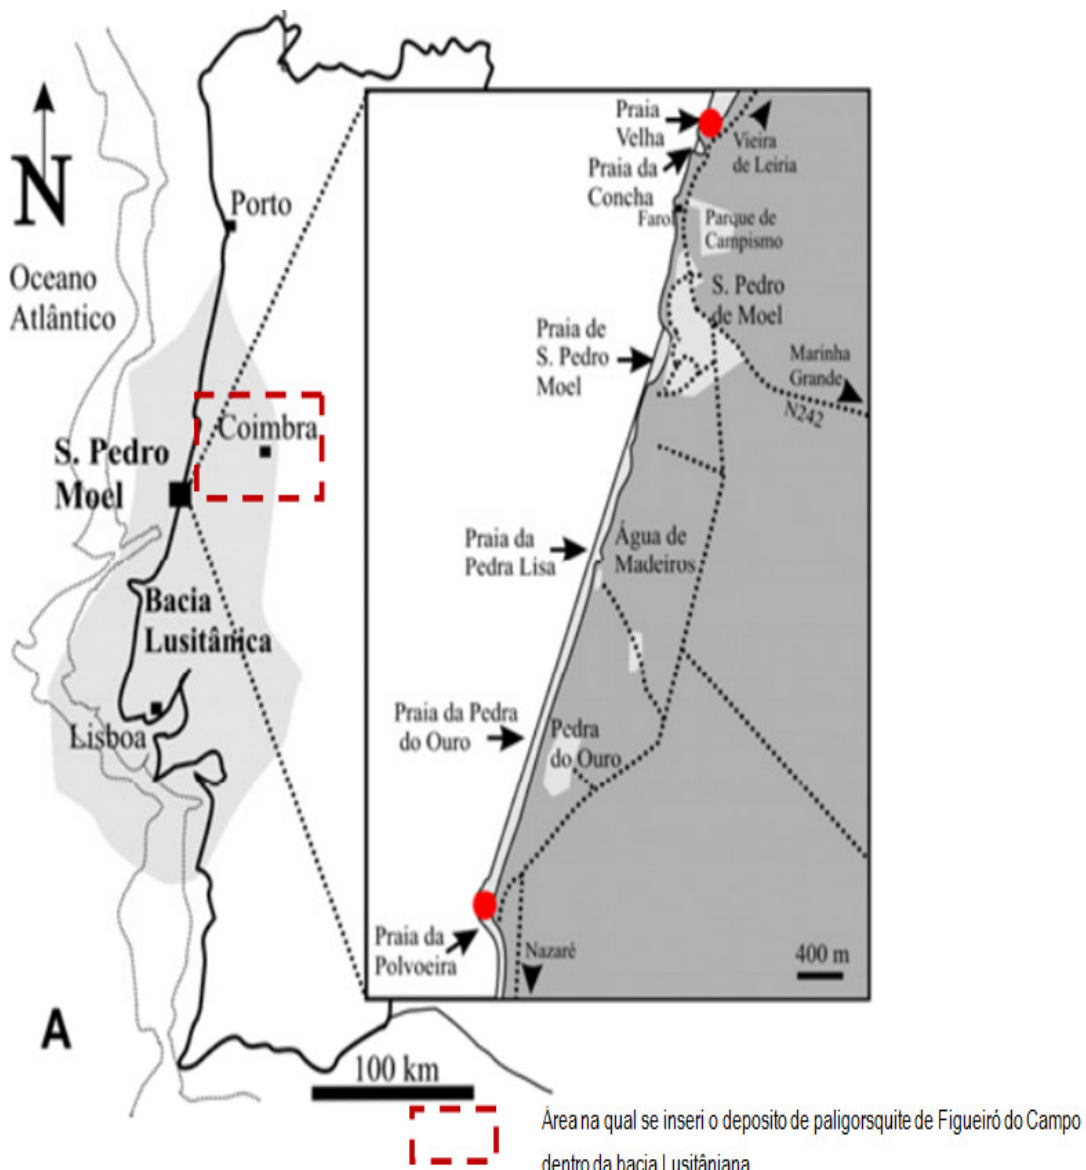 N
Oceano
Atlântico
Porto
Coimbra
S. Pedro
Moel
Bacia
Lusitânica
Lisboa
A
100 km
Praia
Velha
Vieira
de Leiria
Praia da
Concha
Farol
Parque de
Campismo
S. Pedro
de Moel
Praia de
S. Pedro
Moel
Marinha
Grande
N242
Praia da
Pedra Lisa
Água de
Madeiros
Praia da Pedra
do Ouro
Pedra
do Ouro
Praia da
Polvoeira
Nazaré
400 m
Área na qual se inseri o deposito de paligorsquite de Figueiró do Campo
dentro da bacia Lusitâniana